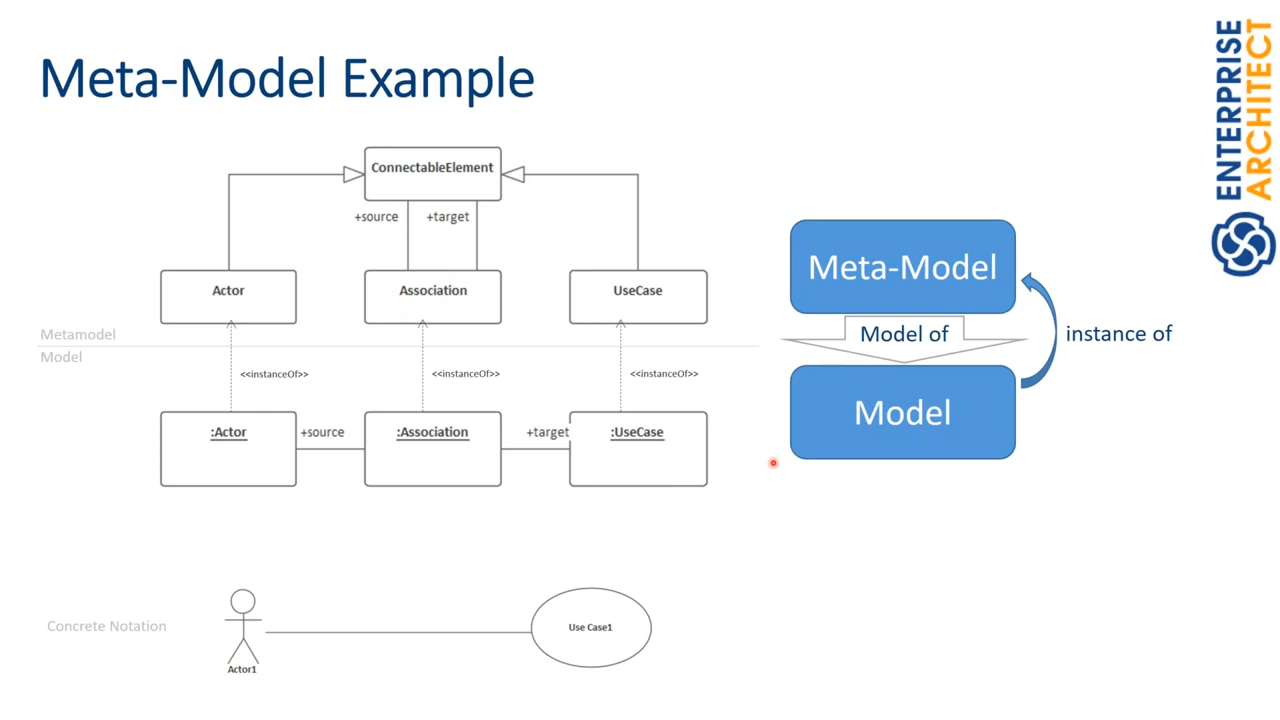 Meta-Model Example
ENTERPRISE
ARCHITECT
ConnectableElement
+source
+target
Actor
Association
UseCase
Metamodel
Model
<<instanceOf>>
<<instanceOf>>
<<instanceOf>>
:Actor
+source
:Association
+target
:UseCase
Meta-Model
Model of
instance of
Model
Concrete Notation
Actor1
Use Case1